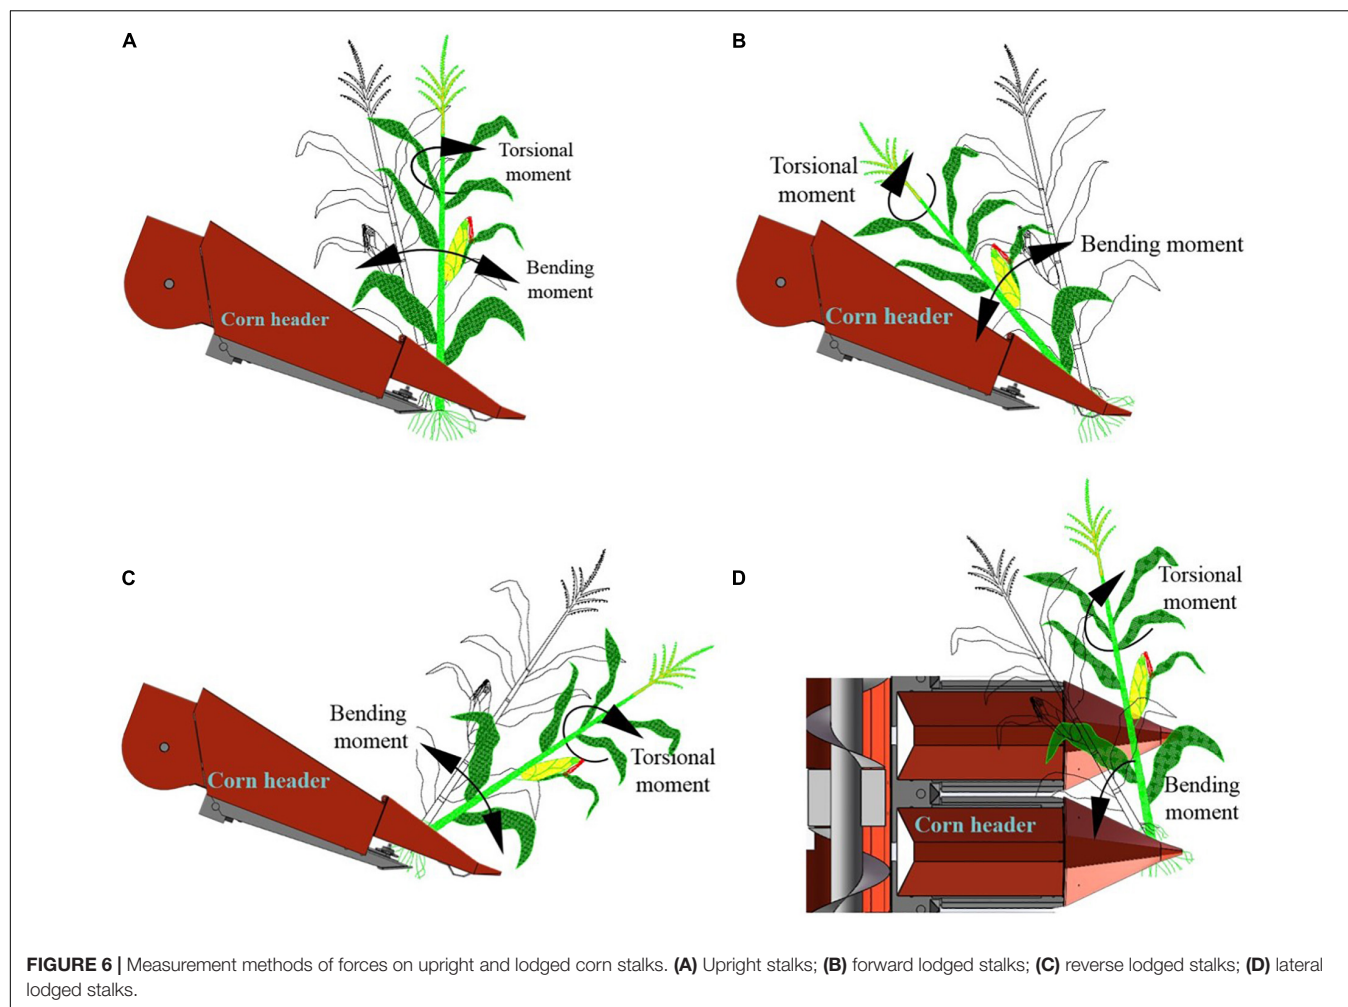 A
Torsional
moment
Bending
moment
Corn header
B
Torsional
moment
Bending moment
Corn header
C
Bending
moment
Torsional
moment
Corn header
D
Torsional
moment
Bending
moment
Corn header
FIGURE 6 | Measurement methods of forces on upright and lodged corn stalks. (A) Upright stalks; (B) forward lodged stalks; (C) reverse lodged stalks; (D) lateral
lodged stalks.